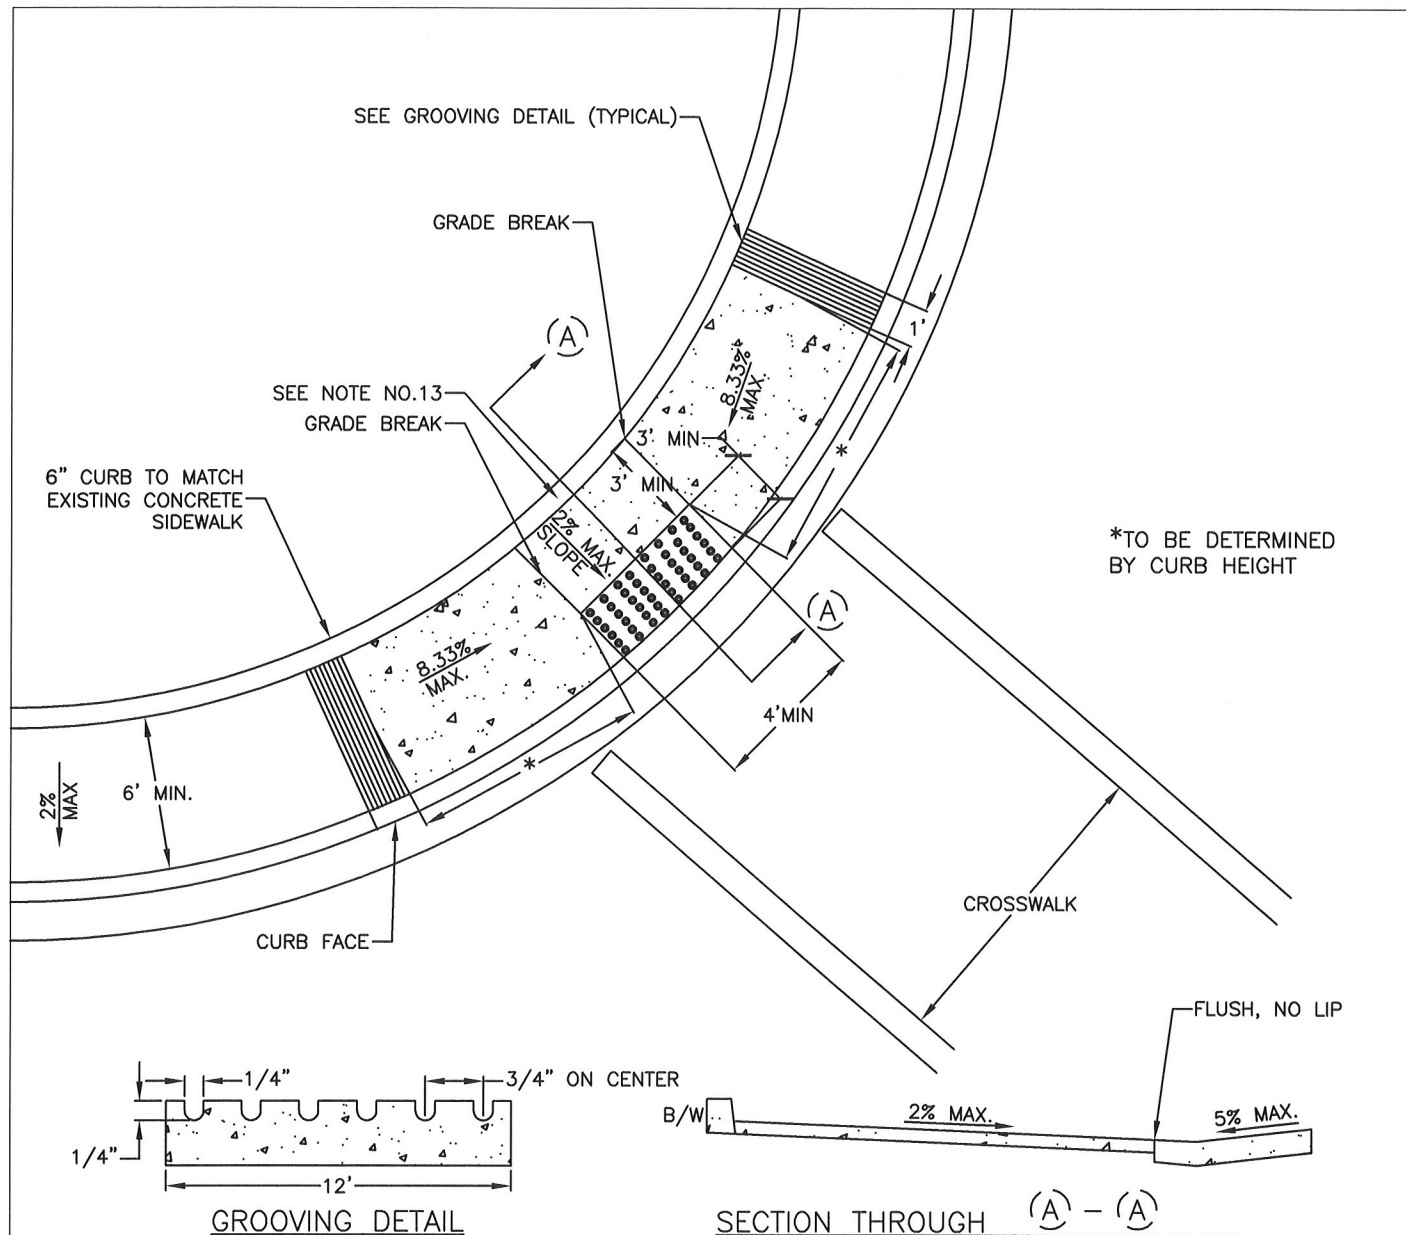 SEE GROOVING DETAIL (TYPICAL)
GRADE BREAK
1'
A
8.33%
MAX.
SEE NOTE NO.13
GRADE BREAK
3' MIN
*
3' MIN.
6" CURB TO MATCH
EXISTING CONCRETE
SIDEWALK
2% MAX.
SLOPE
*TO BE DETERMINED
BY CURB HEIGHT
A
8.33%
MAX.
4'MIN
*
2%
MAX
6' MIN.
CROSSWALK
CURB FACE
FLUSH, NO LIP
1/4"
3/4" ON CENTER
B/W
2% MAX.
5% MAX.
1/4"
12'
GROOVING DETAIL
SECTION THROUGH A - A